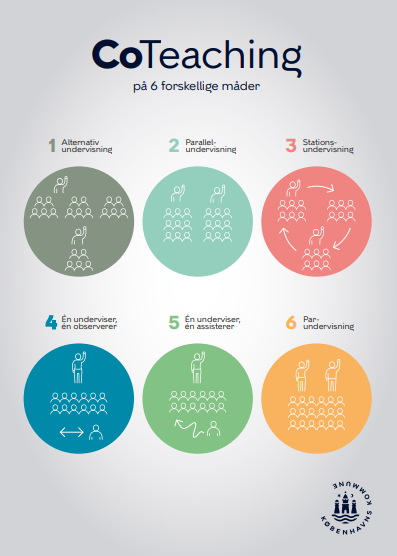 CoTeaching
på 6 forskellige måder
1 Alternativ
undervisning
2 Parallel-
undervisning
3 Stations-
undervisning
4 Én underviser,
én observerer
5 Én underviser,
én assisterer
6 Par-
undervisning
KØBENHAVNS KOMMUNE